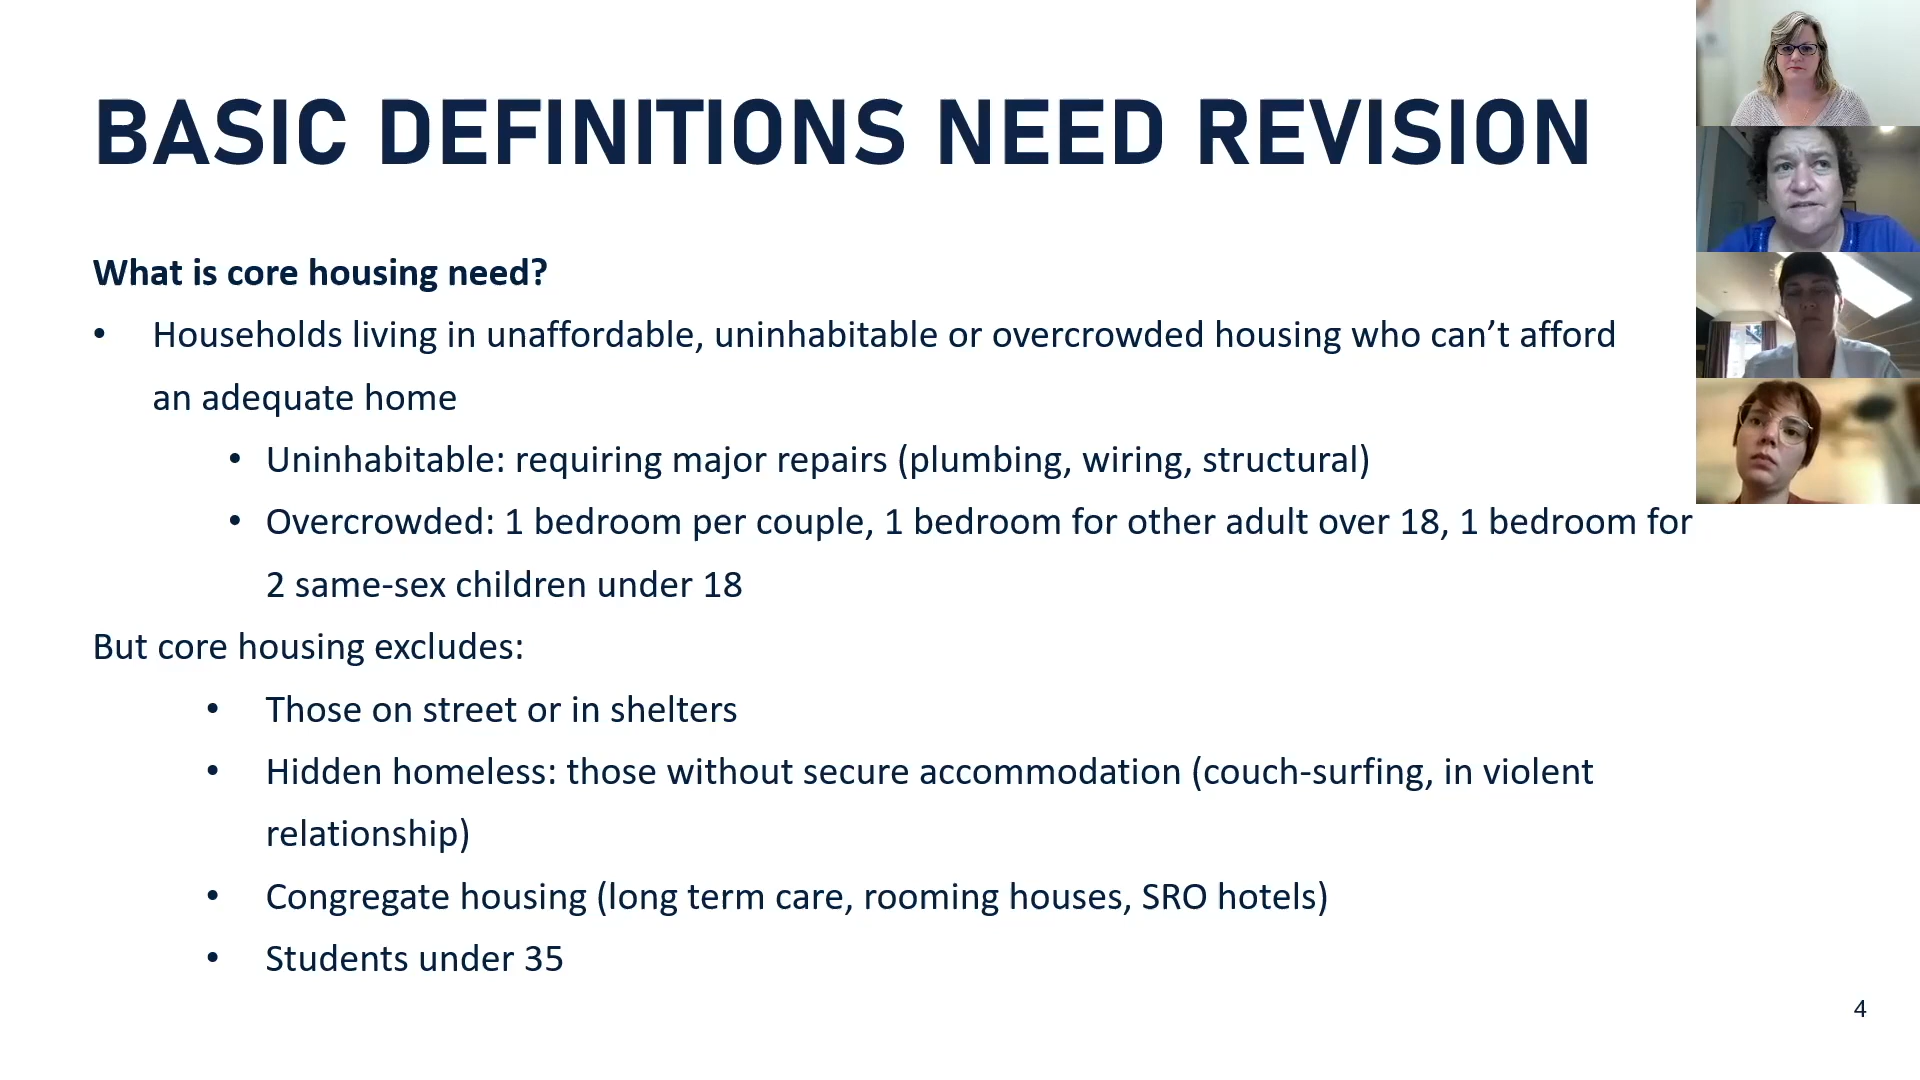 BASIC DEFINITIONS NEED REVISION
What is core housing need?
• Households living in unaffordable, uninhabitable or overcrowded housing who can’t afford
an adequate home
• Uninhabitable: requiring major repairs (plumbing, wiring, structural)
• Overcrowded: 1 bedroom per couple, 1 bedroom for other adult over 18, 1 bedroom for
2 same-sex children under 18
But core housing excludes:
• Those on street or in shelters
• Hidden homeless: those without secure accommodation (couch-surfing, in violent
relationship)
• Congregate housing (long term care, rooming houses, SRO hotels)
• Students under 35
4